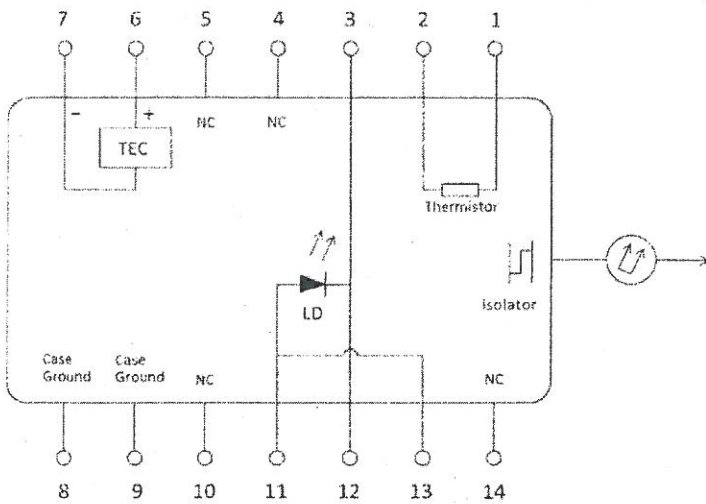 7 6 5 4 3 2 1
- +
NC NC
TEC
Thermistor
LD
isolator
Case Ground
Case Ground
NC
NC
8 9 10 11 12 13 14